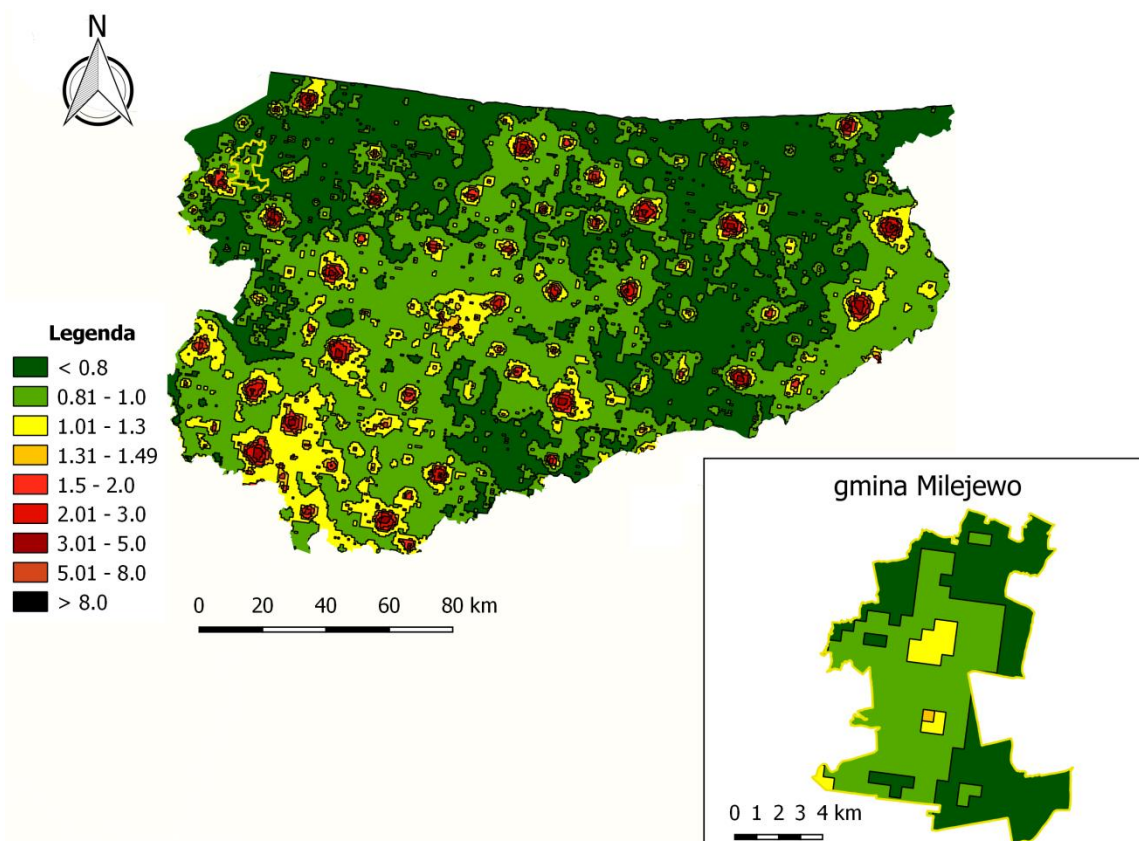 N
Legenda
< 0.8
0.81 - 1.0
1.01 - 1.3
1.31 - 1.49
1.5 - 2.0
2.01 - 3.0
3.01 - 5.0
5.01 - 8.0
> 8.0
0 20 40 60 80 km
gmina Milejewo
0 1 2 3 4 km